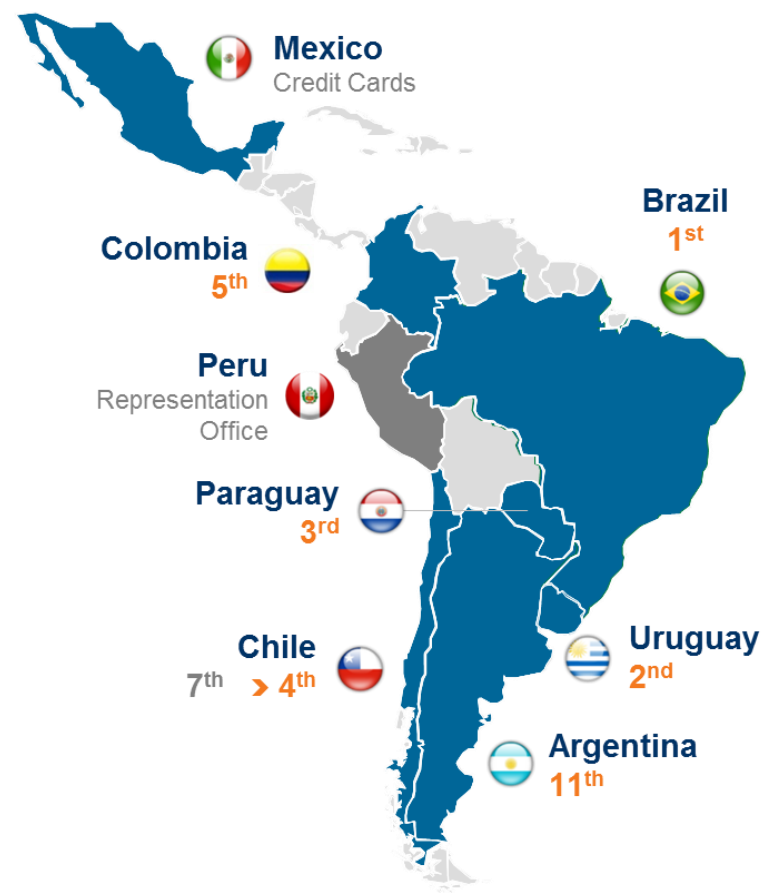 Mexico
Credit Cards
Brazil
1st
Colombia
5th
Peru
Representation
Office
Paraguay
3rd
Chile
7th > 4th
Uruguay
2nd
Argentina
11th